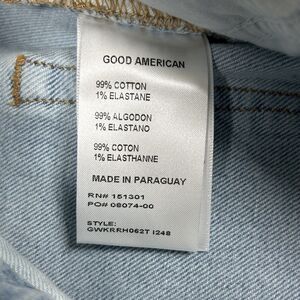 GOOD AMERICAN
99% COTTON
1% ELASTANE
99% ALGODON
1% ELASTANO
99% COTON
1% ELASTHANNE
MADE IN PARAGUAY
RN# 151301
PO# 08074-00
STYLE:
GWKRRH062T I248